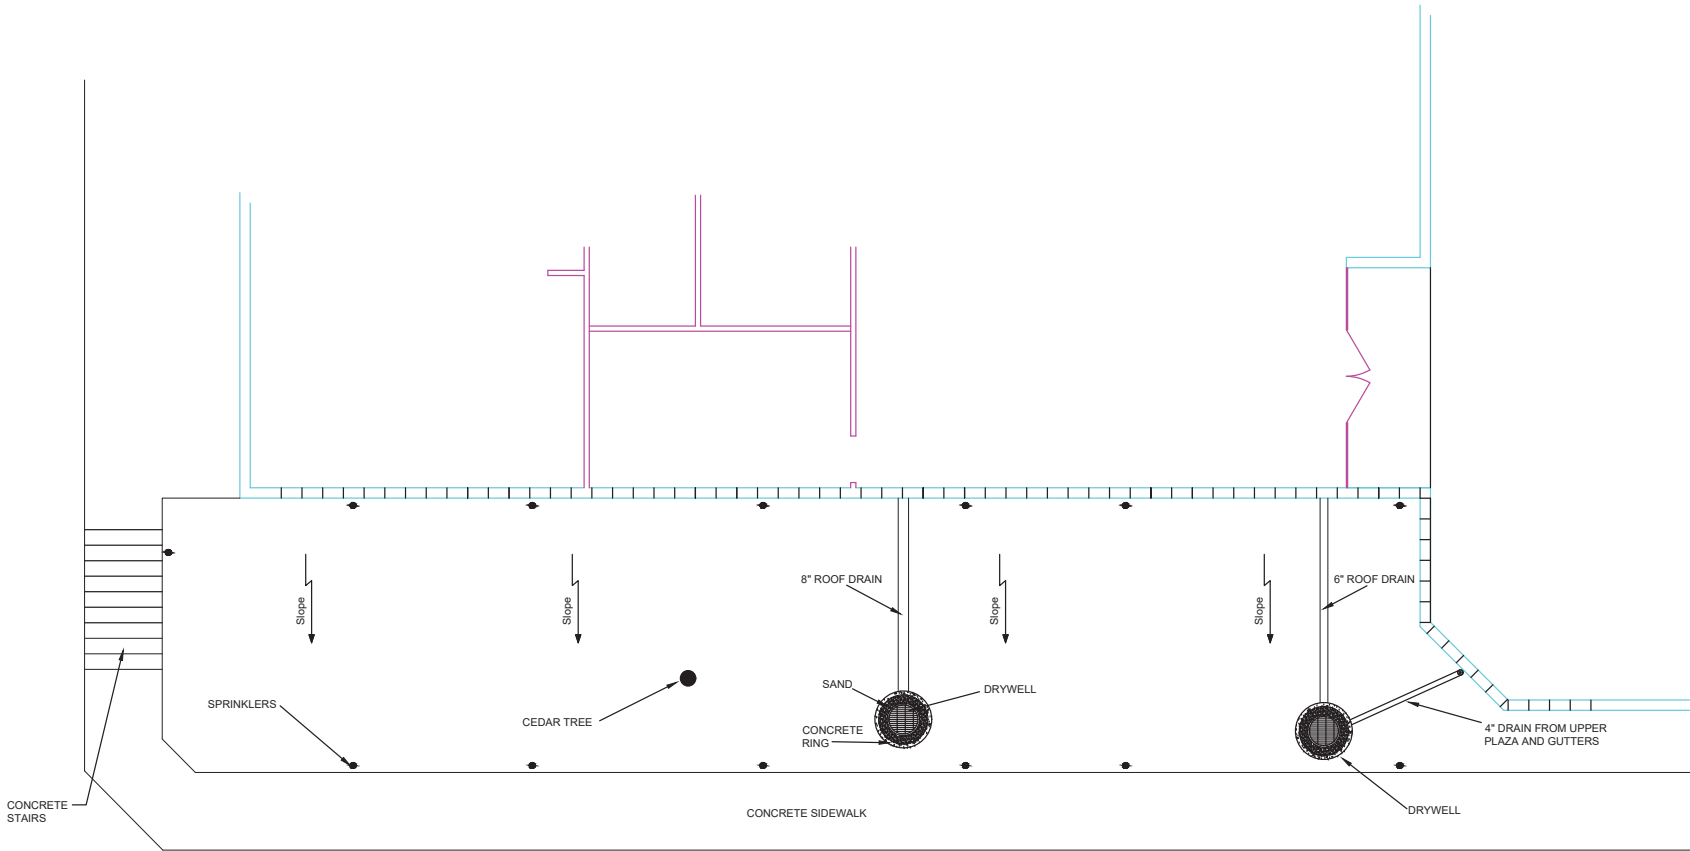 8" ROOF DRAIN
6" ROOF DRAIN
Slope
Slope
Slope
Slope
SAND
DRYWELL
SPRINKLERS
CEDAR TREE
CONCRETE
RING
4" DRAIN FROM UPPER
PLAZA AND GUTTERS
CONCRETE
STAIRS
CONCRETE SIDEWALK
DRYWELL